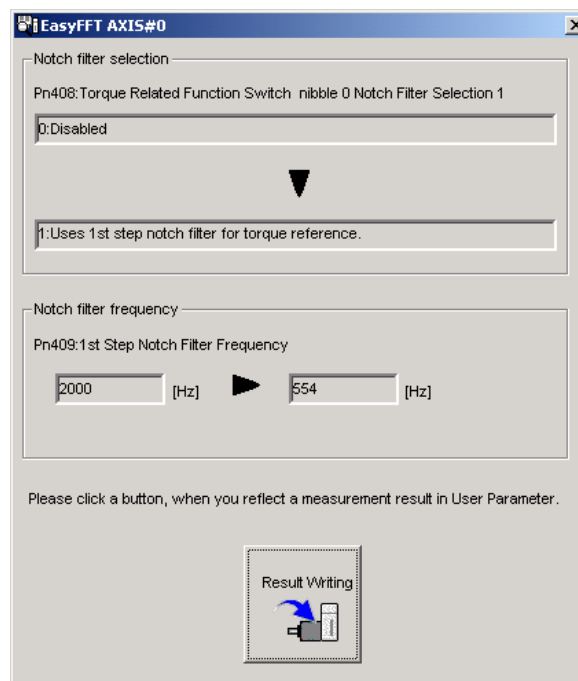 EasyFFT AXIS#0
Notch filter selection
Pn408:Torque Related Function Switch nibble 0 Notch Filter Selection 1
0:Disabled
1:Uses 1st step notch filter for torque reference.
Notch filter frequency
Pn409:1st Step Notch Filter Frequency
2000 [Hz] 554 [Hz]
Please click a button, when you reflect a measurement result in User Parameter.
Result Writing